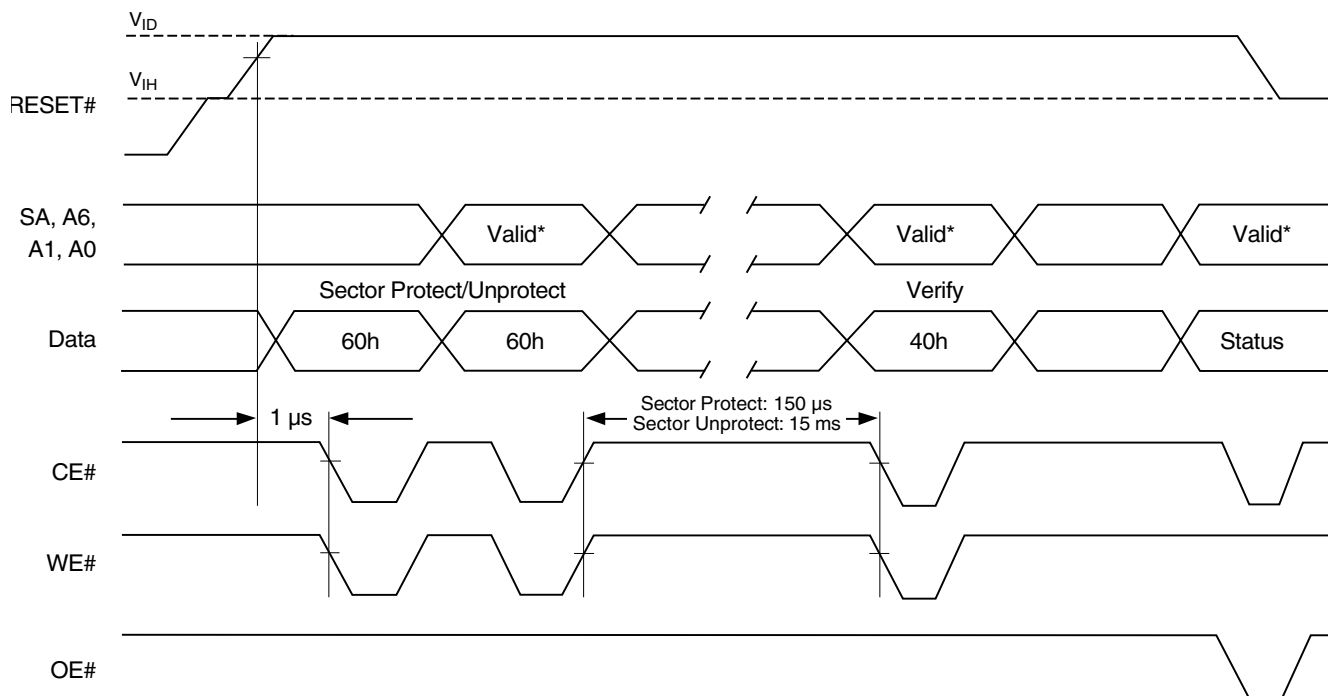 VID
VIH
RESET#
SA, A6,
A1, A0
Valid*
Valid*
Valid*
Sector Protect/Unprotect
Verify
Data
60h
60h
40h
Status
1 µs
Sector Protect: 150 µs
Sector Unprotect: 15 ms
CE#
WE#
OE#